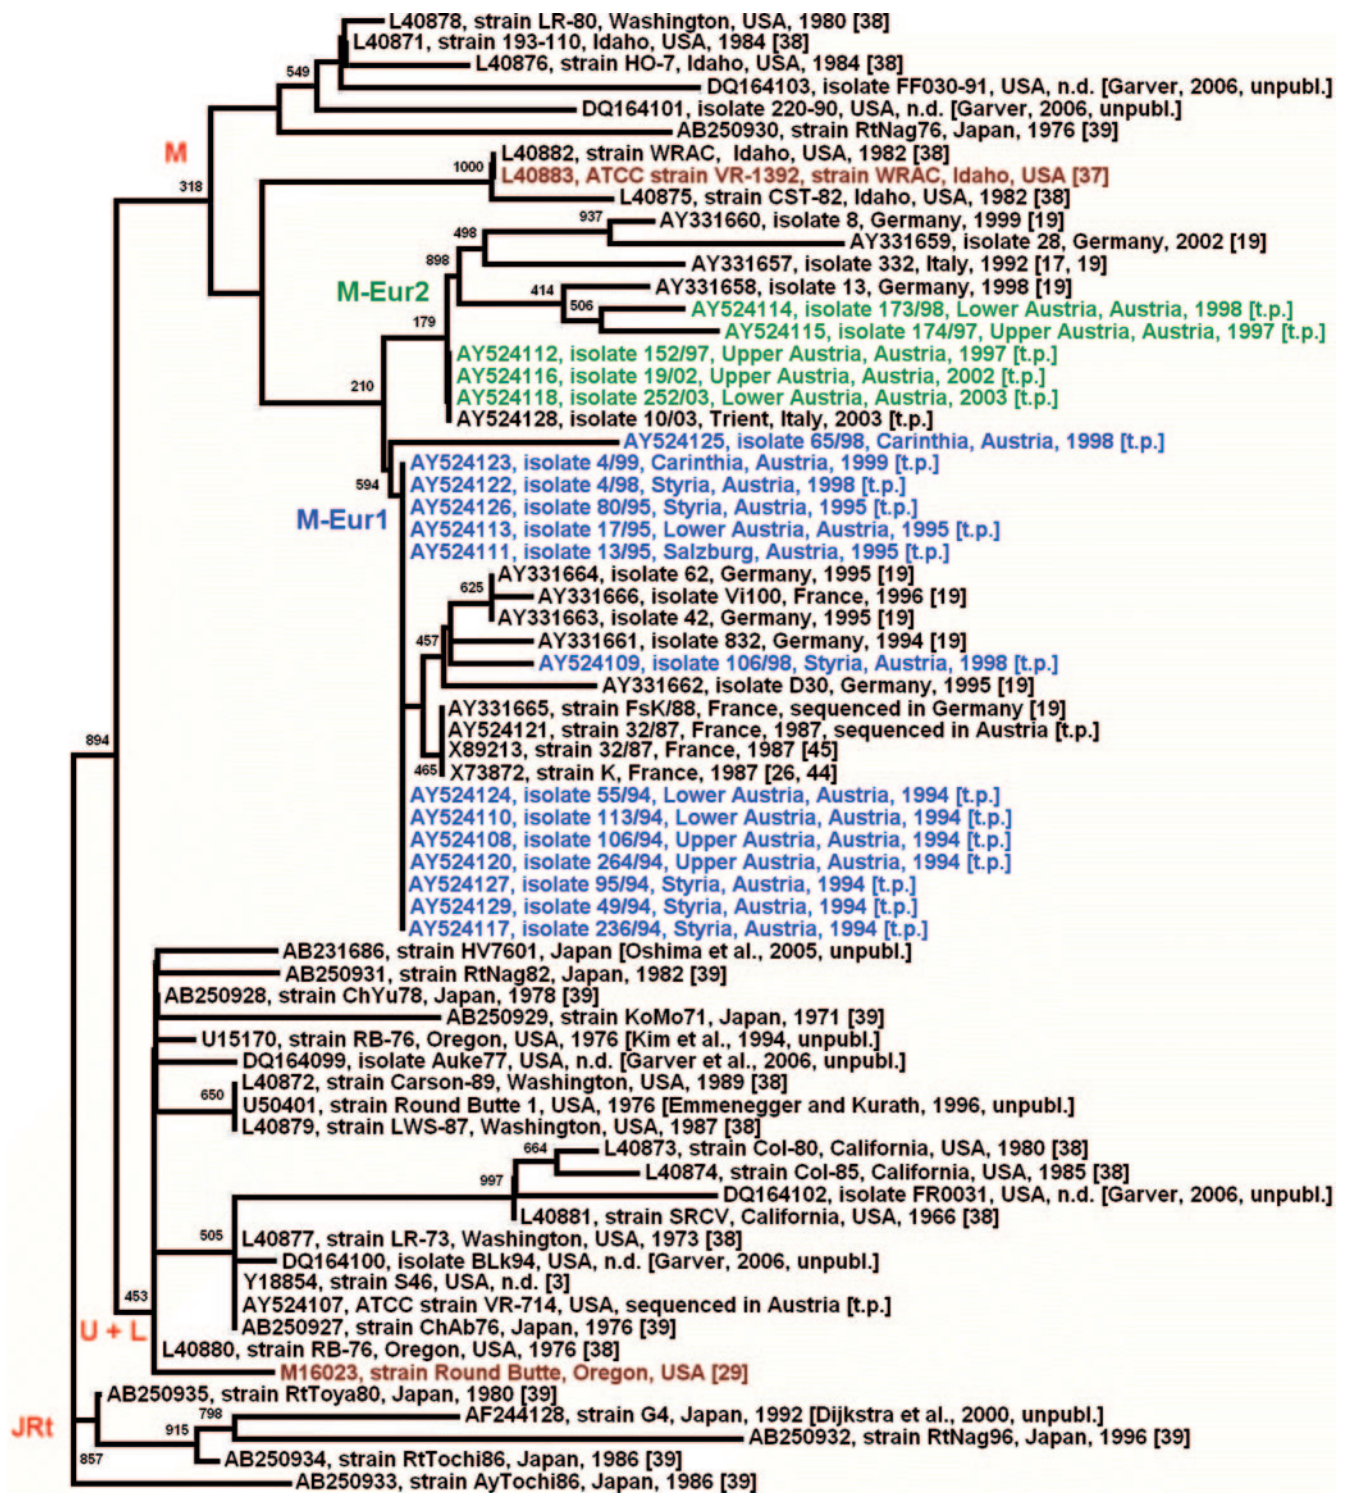 L40878, strain LR-80, Washington, USA, 1980 [38]
L40871, strain 193-110, Idaho, USA, 1984 [38]
L40876, strain HO-7, Idaho, USA, 1984 [38]
549
DQ164103, isolate FF030-91, USA, n.d. [Garver, 2006, unpubl.]
DQ164101, isolate 220-90, USA, n.d. [Garver, 2006, unpubl.]
AB250930, strain RtNag76, Japan, 1976 [39]
M
L40882, strain WRAC, Idaho, USA, 1982 [38]
1000
L40883, ATCC strain VR-1392, strain WRAC, Idaho, USA [37]
318
L40875, strain CST-82, Idaho, USA, 1982 [38]
937
AY331660, isolate 8, Germany, 1999 [19]
498
AY331659, isolate 28, Germany, 2002 [19]
898
AY331657, isolate 332, Italy, 1992 [17, 19]
M-Eur2
414
AY331658, isolate 13, Germany, 1998 [19]
506
AY524114, isolate 173/98, Lower Austria, Austria, 1998 [t.p.]
179
AY524115, isolate 174/97, Upper Austria, Austria, 1997 [t.p.]
AY524112, isolate 152/97, Upper Austria, Austria, 1997 [t.p.]
AY524116, isolate 19/02, Upper Austria, Austria, 2002 [t.p.]
210
AY524118, isolate 252/03, Lower Austria, Austria, 2003 [t.p.]
AY524128, isolate 10/03, Trient, Italy, 2003 [t.p.]
AY524125, isolate 65/98, Carinthia, Austria, 1998 [t.p.]
AY524123, isolate 4/99, Carinthia, Austria, 1999 [t.p.]
594
AY524122, isolate 4/98, Styria, Austria, 1998 [t.p.]
AY524126, isolate 80/95, Styria, Austria, 1995 [t.p.]
M-Eur1
AY524113, isolate 17/95, Lower Austria, Austria, 1995 [t.p.]
AY524111, isolate 13/95, Salzburg, Austria, 1995 [t.p.]
AY331664, isolate 62, Germany, 1995 [19]
625
AY331666, isolate Vi100, France, 1996 [19]
AY331663, isolate 42, Germany, 1995 [19]
457
AY331661, isolate 832, Germany, 1994 [19]
AY524109, isolate 106/98, Styria, Austria, 1998 [t.p.]
AY331662, isolate D30, Germany, 1995 [19]
AY331665, strain FsK/88, France, sequenced in Germany [19]
AY524121, strain 32/87, France, 1987, sequenced in Austria [t.p.]
894
X89213, strain 32/87, France, 1987 [45]
465
X73872, strain K, France, 1987 [26, 44]
AY524124, isolate 55/94, Lower Austria, Austria, 1994 [t.p.]
AY524110, isolate 113/94, Lower Austria, Austria, 1994 [t.p.]
AY524108, isolate 106/94, Upper Austria, Austria, 1994 [t.p.]
AY524120, isolate 264/94, Upper Austria, Austria, 1994 [t.p.]
AY524127, isolate 95/94, Styria, Austria, 1994 [t.p.]
AY524129, isolate 49/94, Styria, Austria, 1994 [t.p.]
AY524117, isolate 236/94, Styria, Austria, 1994 [t.p.]
AB231686, strain HV7601, Japan [Oshima et al., 2005, unpubl.]
AB250931, strain RtNag82, Japan, 1982 [39]
AB250928, strain ChYu78, Japan, 1978 [39]
AB250929, strain KoMo71, Japan, 1971 [39]
U15170, strain RB-76, Oregon, USA, 1976 [Kim et al., 1994, unpubl.]
DQ164099, isolate Auke77, USA, n.d. [Garver et al., 2006, unpubl.]
L40872, strain Carson-89, Washington, USA, 1989 [38]
650
U50401, strain Round Butte 1, USA, 1976 [Emmenegger and Kurath, 1996, unpubl.]
L40879, strain LWS-87, Washington, USA, 1987 [38]
664
L40873, strain Col-80, California, USA, 1980 [38]
L40874, strain Col-85, California, USA, 1985 [38]
997
DQ164102, isolate FR0031, USA, n.d. [Garver, 2006, unpubl.]
L40881, strain SRCV, California, USA, 1966 [38]
505
L40877, strain LR-73, Washington, USA, 1973 [38]
DQ164100, isolate BLk94, USA, n.d. [Garver, 2006, unpubl.]
Y18854, strain S46, USA, n.d. [3]
453
AY524107, ATCC strain VR-714, USA, sequenced in Austria [t.p.]
AB250927, strain ChAb76, Japan, 1976 [39]
U + L
L40880, strain RB-76, Oregon, USA, 1976 [38]
M16023, strain Round Butte, Oregon, USA [29]
AB250935, strain RtToya80, Japan, 1980 [39]
JRt
798
AF244128, strain G4, Japan, 1992 [Dijkstra et al., 2000, unpubl.]
915
AB250932, strain RtNag96, Japan, 1996 [39]
857
AB250934, strain RtTochi86, Japan, 1986 [39]
AB250933, strain AyTochi86, Japan, 1986 [39]